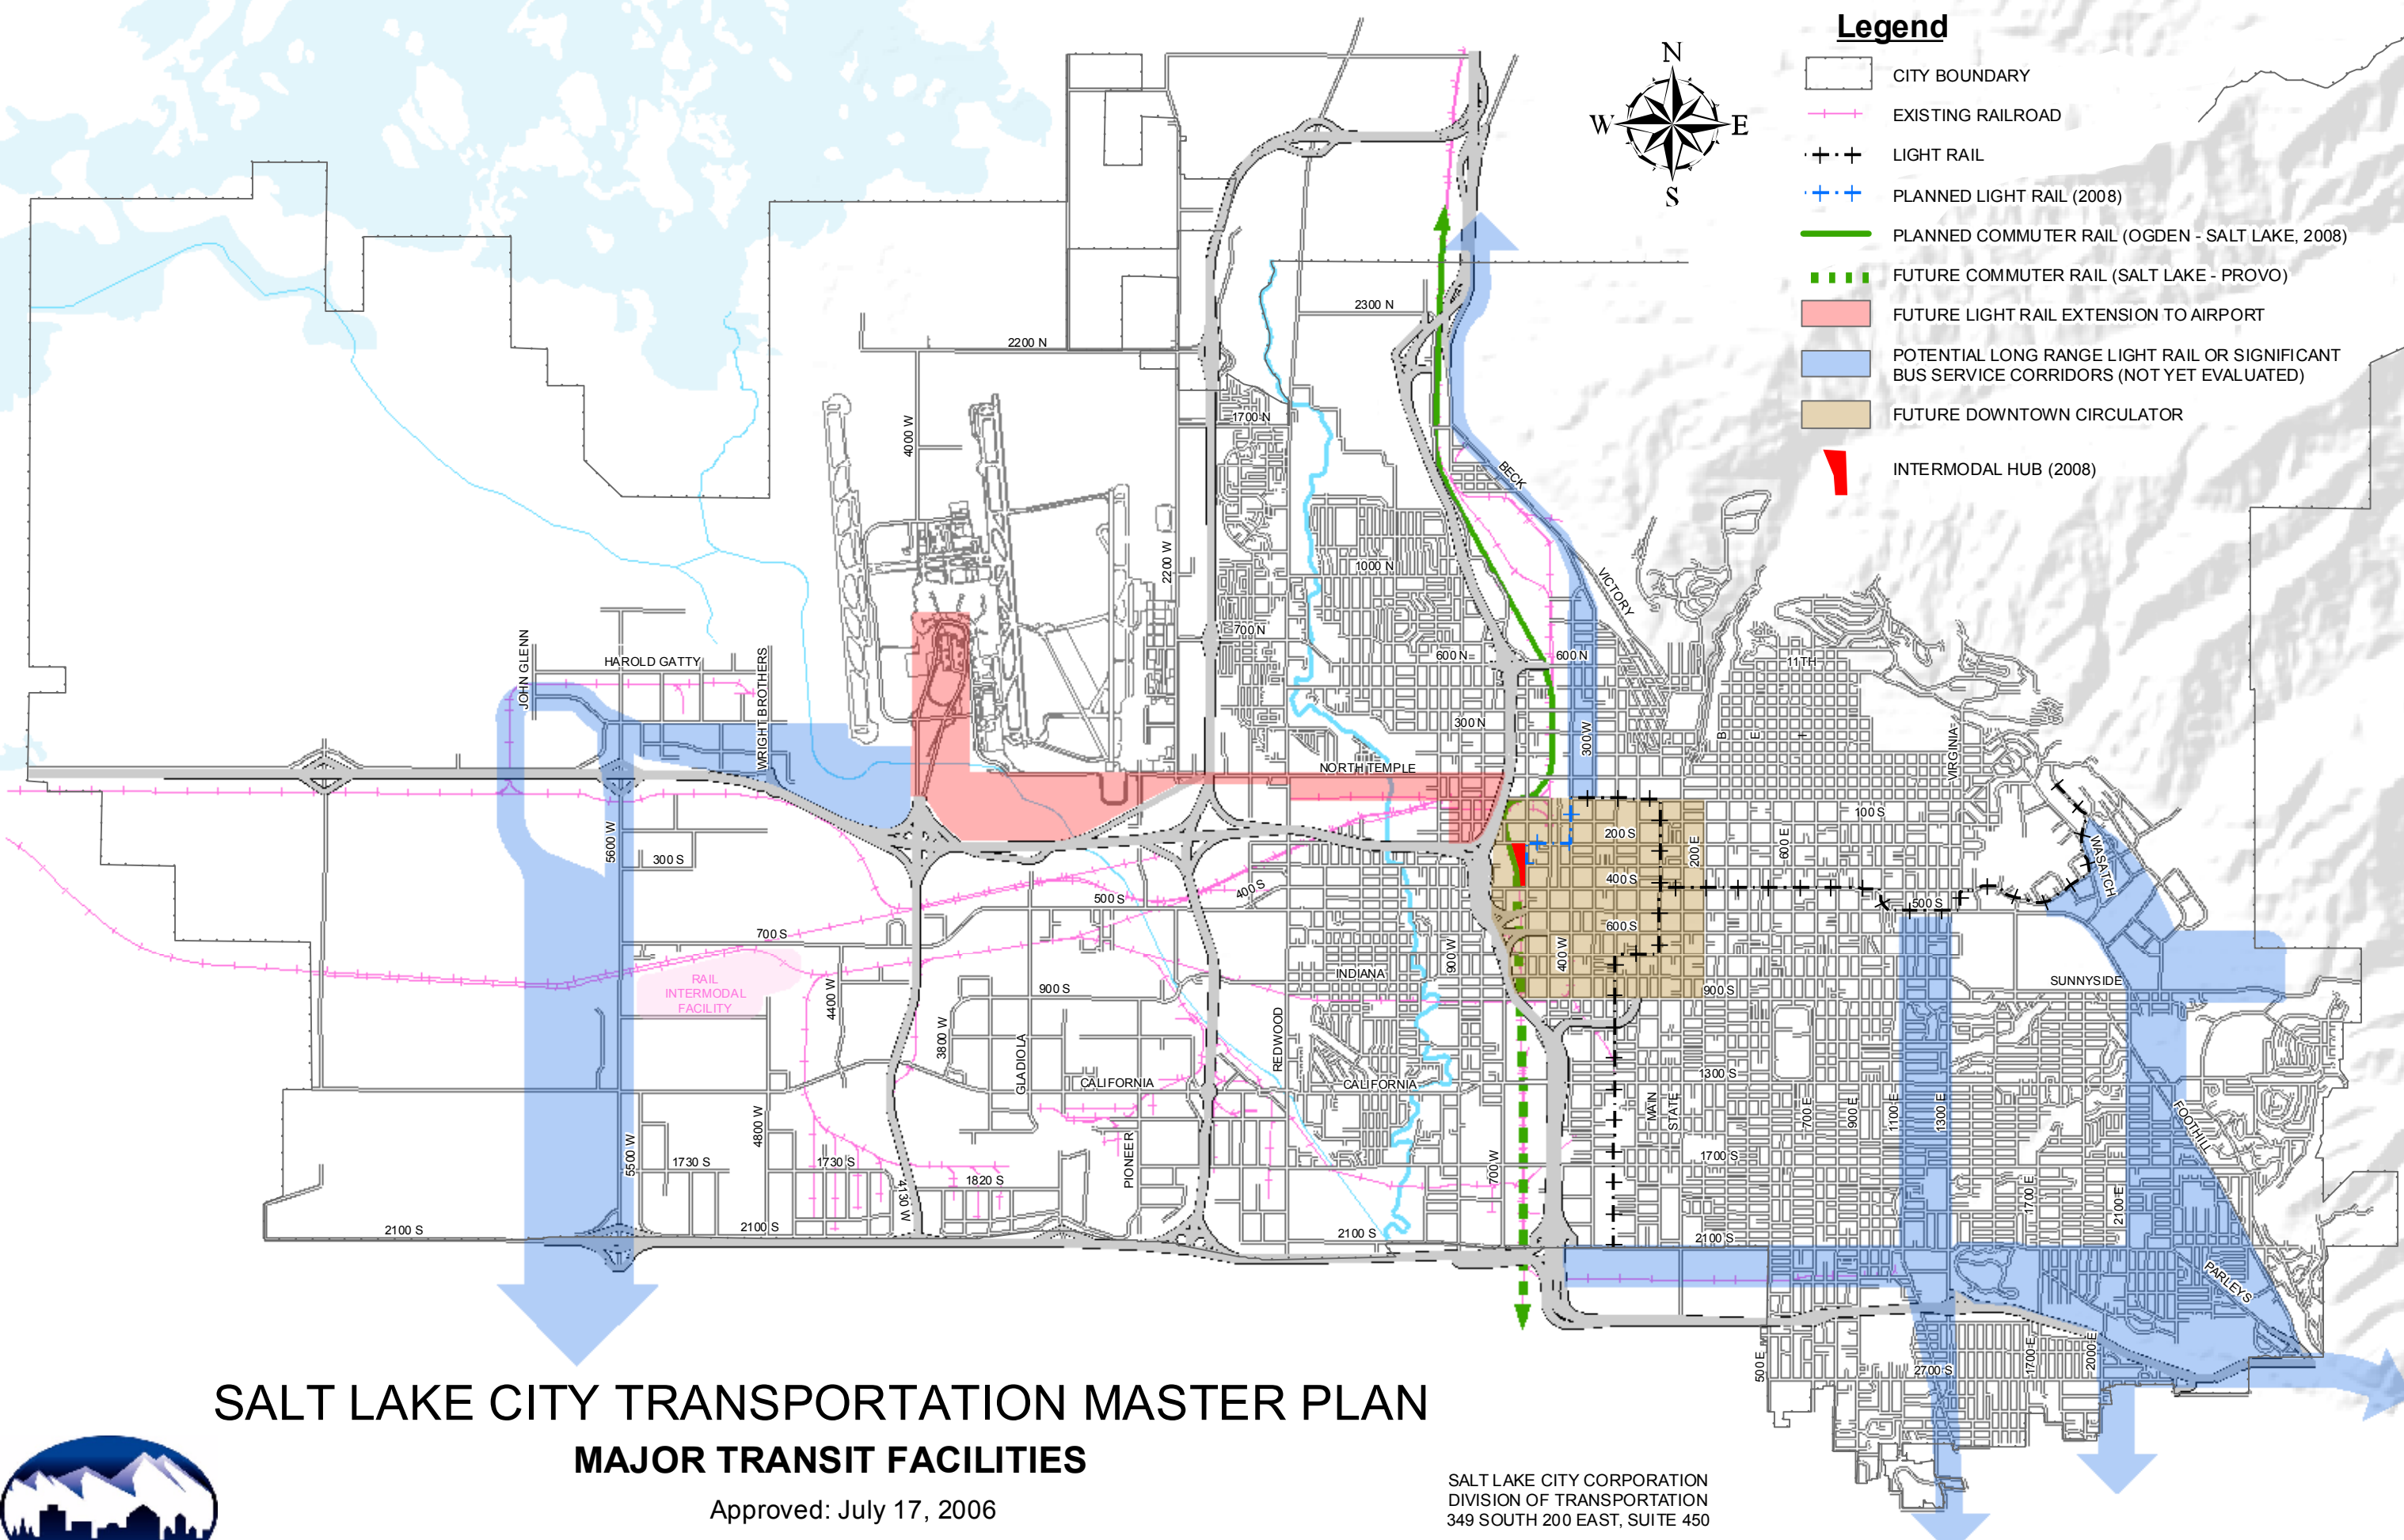 Legend
CITY BOUNDARY
EXISTING RAILROAD
LIGHT RAIL
PLANNED LIGHT RAIL (2008)
PLANNED COMMUTER RAIL (OGDEN - SALT LAKE, 2008)
FUTURE COMMUTER RAIL (SALT LAKE - PROVO)
FUTURE LIGHT RAIL EXTENSION TO AIRPORT
POTENTIAL LONG RANGE LIGHT RAIL OR SIGNIFICANT
BUS SERVICE CORRIDORS (NOT YET EVALUATED)
FUTURE DOWNTOWN CIRCULATOR
INTERMODAL HUB (2008)
N
W
E
S
2300 N
2200 N
1700 N
4000 W
BECK
2200 W
1000 N
VICTORY
700 N
600 N
600 N
11TH
JOHN GLENN
HAROLD GATTY
WRIGHT BROTHERS
300 N
300 W
B
E
I
VIRGINIA
NORTH TEMPLE
100 S
200 S
200 E
600 E
5600 W
300 S
WASATCH
400 S
400 S
500 S
500 S
600 S
700 S
900 W
400 W
INDIANA
RAIL
INTERMODAL
FACILITY
SUNNYSIDE
4400 W
900 S
900 S
3800 W
GLADIOLA
REDWOOD
CALIFORNIA
CALIFORNIA
1300 S
MAIN
STATE
700 E
900 E
1100 E
1300 E
FOOTHILL
4800 W
5500 W
PIONEER
1730 S
1730 S
1820 S
4130 W
700 W
1700 S
1700 E
2100 E
2100 S
2100 S
2100 S
2100 S
PARLEYS
500 E
2700 S
1700 E
2000 E
SALT LAKE CITY TRANSPORTATION MASTER PLAN
MAJOR TRANSIT FACILITIES
Approved: July 17, 2006
SALT LAKE CITY CORPORATION
DIVISION OF TRANSPORTATION
349 SOUTH 200 EAST, SUITE 450